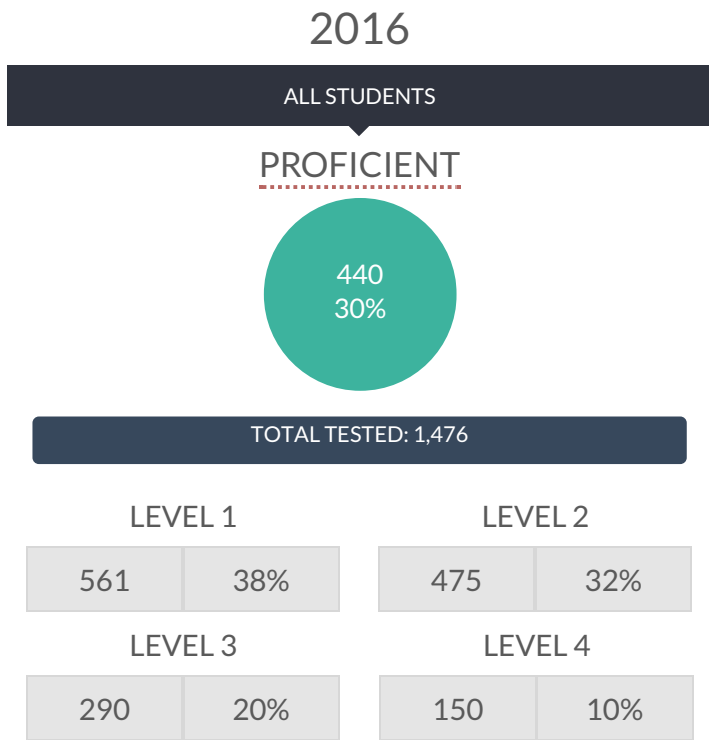 2016
ALL STUDENTS
PROFICIENT
440
30%
TOTAL TESTED: 1,476
LEVEL 1 LEVEL 2
561 38% 475 32%
LEVEL 3 LEVEL 4
290 20% 150 10%